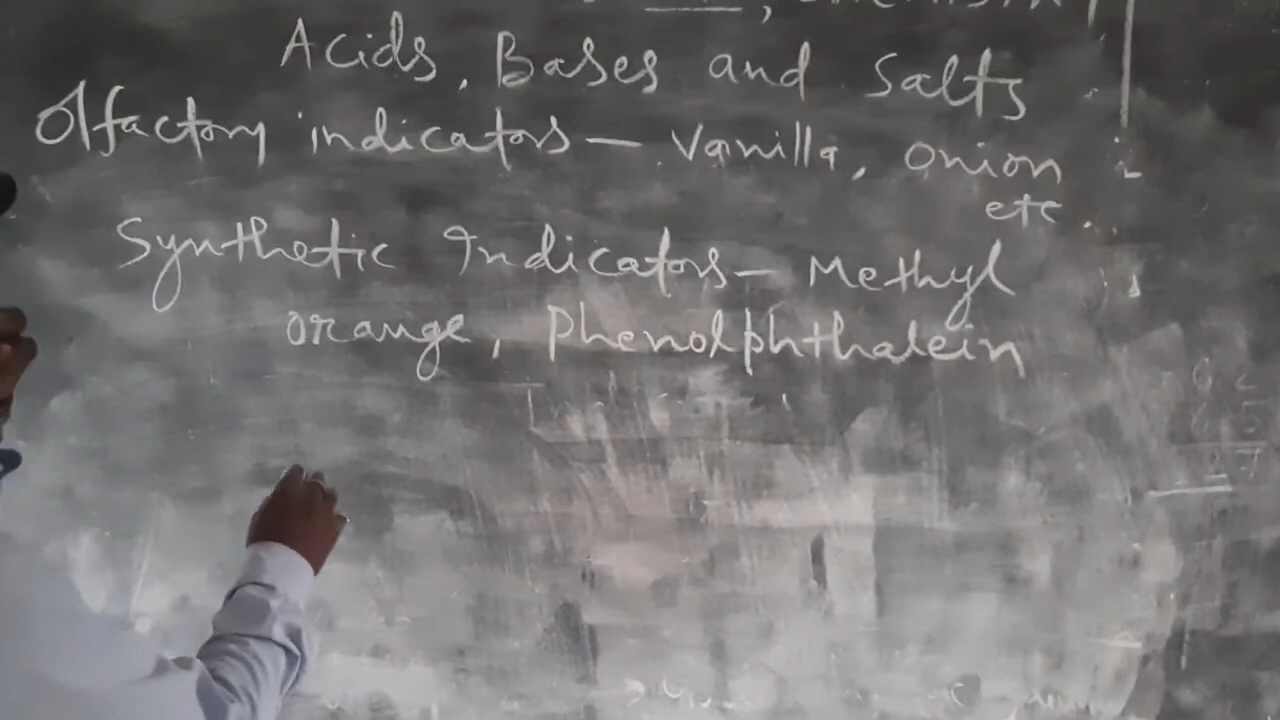 Acids, Bases and Salts
Olfactory indicators — Vanilla, onion
etc.
Synthetic Indicators — Methyl
orange, Phenolphthalein